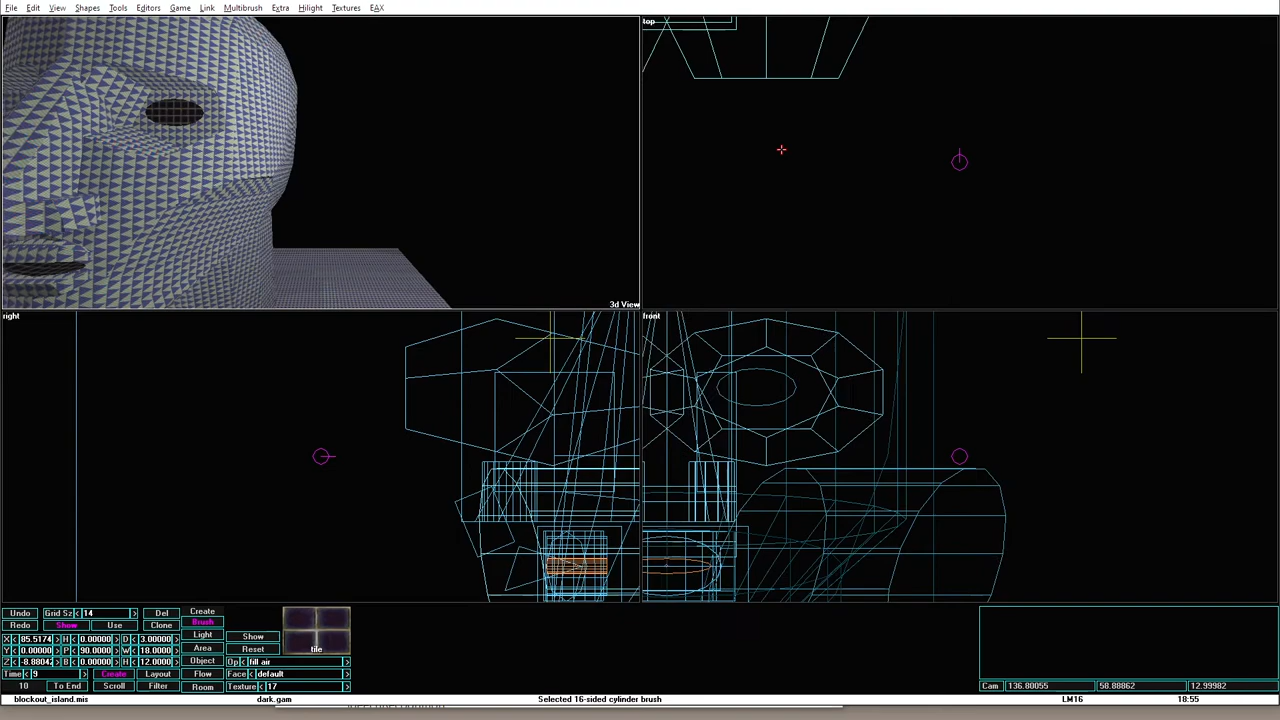 File Edit View Shapes Tools Editors Game Link Multibrush Extra Hilight Textures EAX
top
3d View
right
front
Undo Grid Sz 14 Del Create
Redo Show Use Clone Brush
X 85.5174 H 0.00000 D 3.00000 Light Show
Y 0.00000 P 90.0000 W 18.0000 Area Reset tile
Z -8.8804 B 0.00000 H 12.0000 Object Op fill air
Time 9 Create Layout Flow Face default
10 To End Scroll Filter Room Texture 17
Cam 136.80055 58.88862 12.99982
blockout_island.mis dark.gam Selected 16-sided cylinder brush LM16 18:55